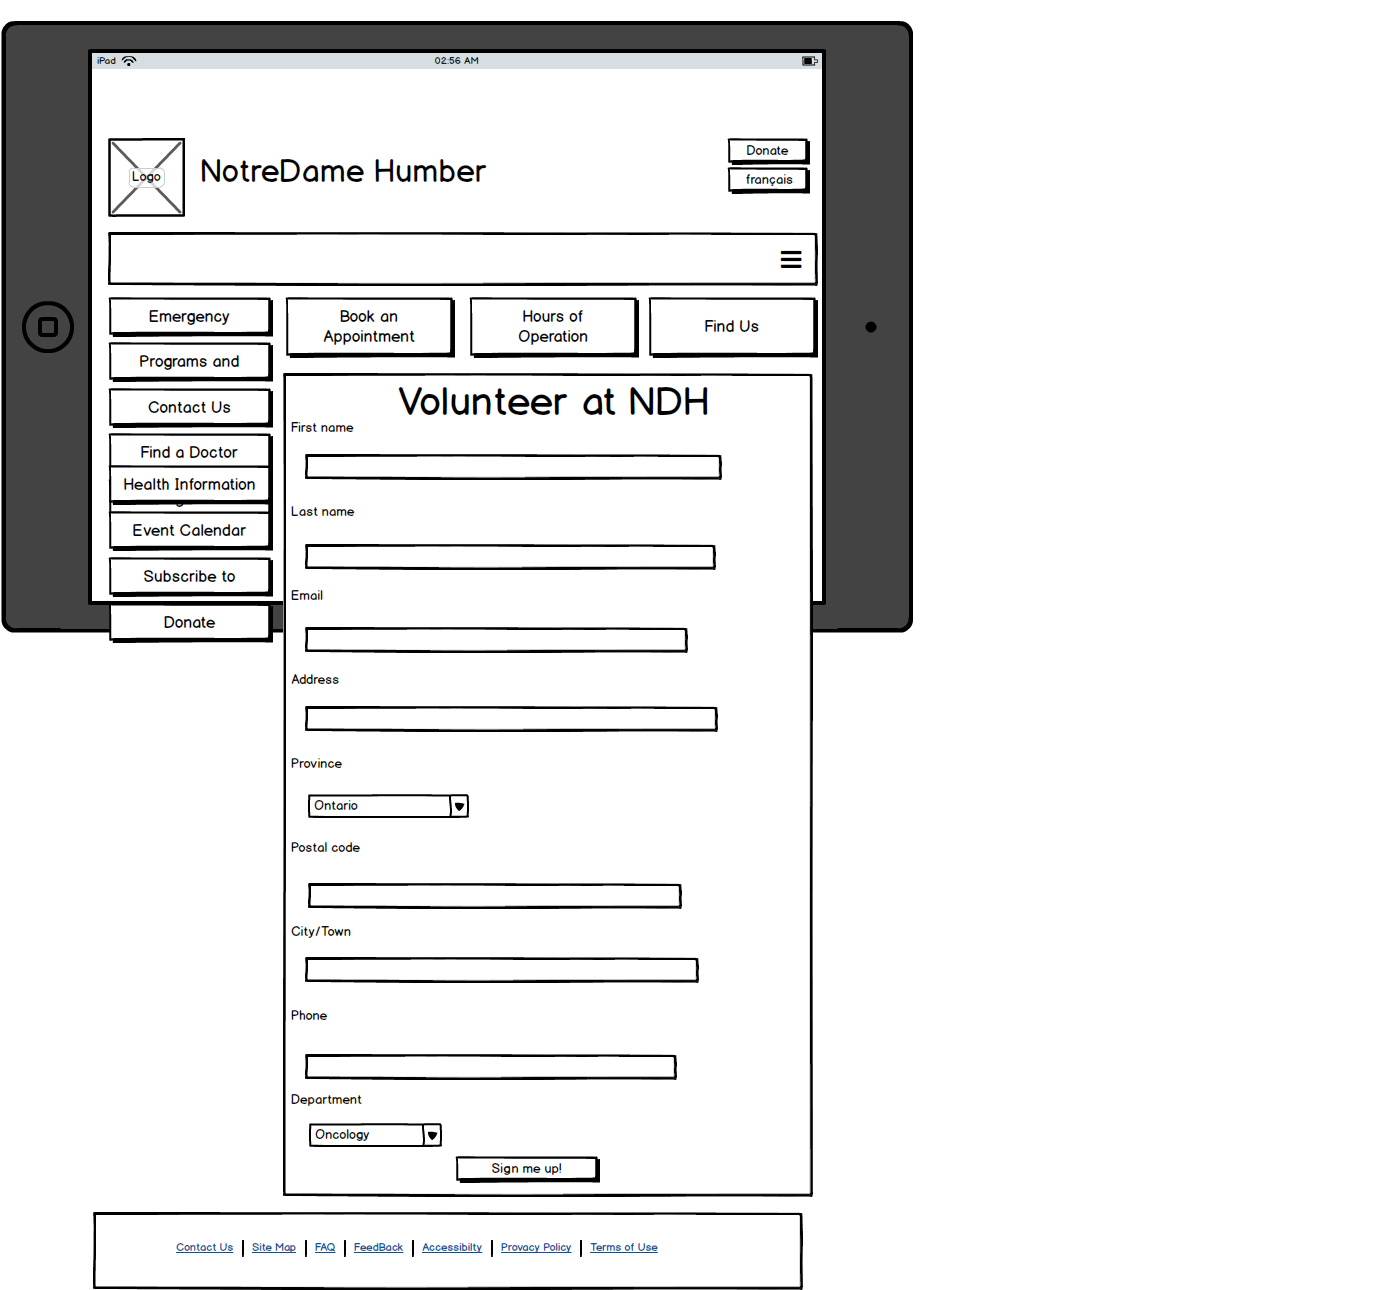 iPad
02:56 AM
Logo
NotreDame Humber
Donate
français
Emergency
Book an
Appointment
Hours of
Operation
Find Us
Programs and
Contact Us
Find a Doctor
Health Information
Event Calendar
Subscribe to
Donate
Volunteer at NDH
First name
Last name
Email
Address
Province
Ontario
Postal code
City/Town
Phone
Department
Oncology
Sign me up!
Contact Us | Site Map | FAQ | FeedBack | Accessibilty | Provacy Policy | Terms of Use